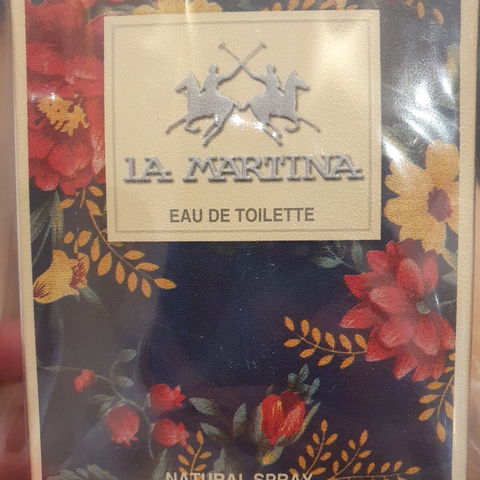 LA MARTINA
EAU DE TOILETTE
NATURAL SPRAY